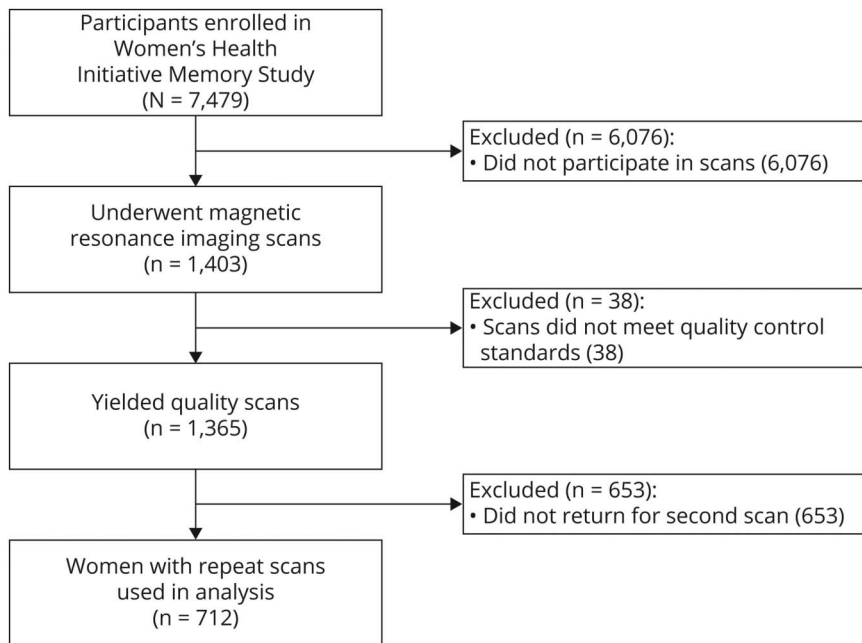 Participants enrolled in
Women’s Health
Initiative Memory Study
(N = 7,479)
Excluded (n = 6,076):
• Did not participate in scans (6,076)
Underwent magnetic
resonance imaging scans
(n = 1,403)
Excluded (n = 38):
• Scans did not meet quality control
standards (38)
Yielded quality scans
(n = 1,365)
Excluded (n = 653):
• Did not return for second scan (653)
Women with repeat scans
used in analysis
(n = 712)